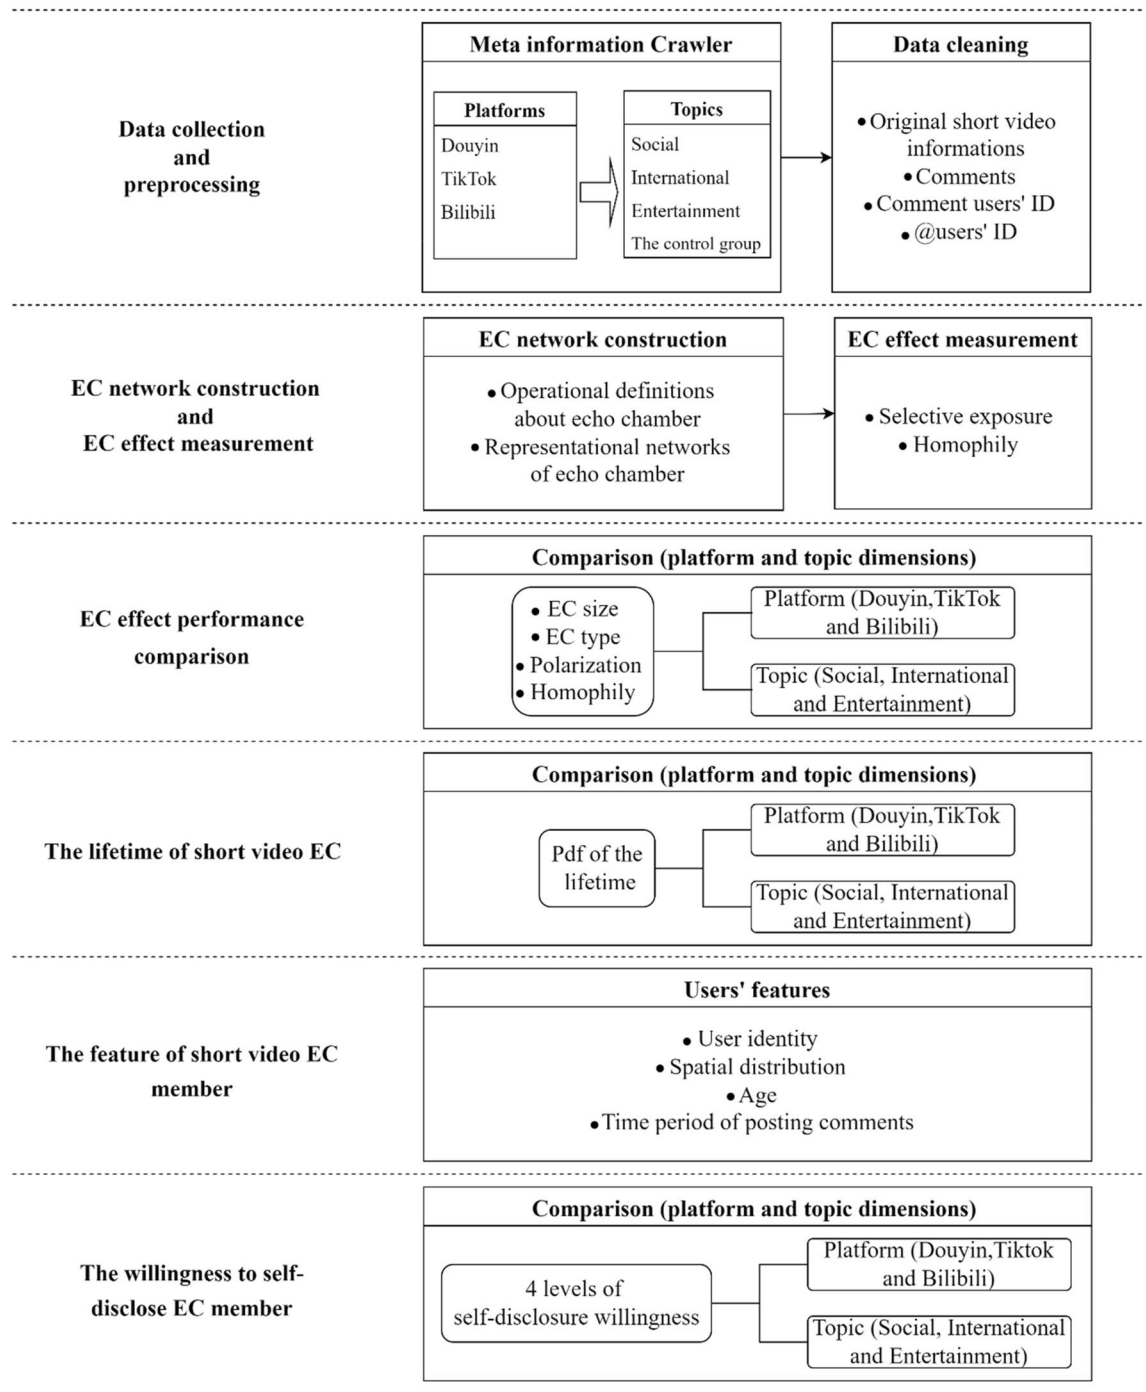 Data collection
and
preprocessing
Meta information Crawler
Platforms
Douyin
TikTok
Bilibili
Topics
Social
International
Entertainment
The control group
Data cleaning
• Original short video
informations
• Comments
• Comment users' ID
• @users' ID
EC network construction
and
EC effect measurement
EC network construction
• Operational definitions
about echo chamber
• Representational networks
of echo chamber
EC effect measurement
• Selective exposure
• Homophily
EC effect performance
comparison
Comparison (platform and topic dimensions)
• EC size
• EC type
• Polarization
• Homophily
Platform (Douyin,TikTok
and Bilibili)
Topic (Social, International
and Entertainment)
The lifetime of short video EC
Comparison (platform and topic dimensions)
Pdf of the
lifetime
Platform (Douyin,TikTok
and Bilibili)
Topic (Social, International
and Entertainment)
The feature of short video EC
member
Users' features
• User identity
• Spatial distribution
• Age
• Time period of posting comments
The willingness to self-
disclose EC member
Comparison (platform and topic dimensions)
4 levels of
self-disclosure willingness
Platform (Douyin,Tiktok
and Bilibili)
Topic (Social, International
and Entertainment)